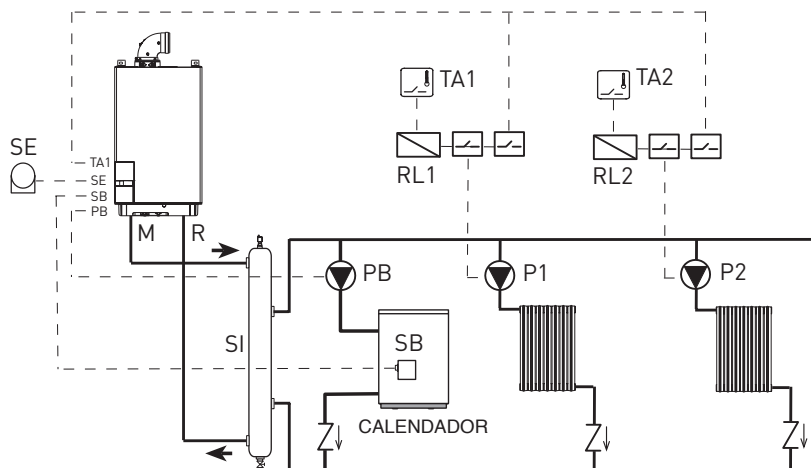 TA1
TA2
SE
TA1
SE
SB
PB
RL1
RL2
M
R
PB
P1
P2
SI
SB
CALENDADOR